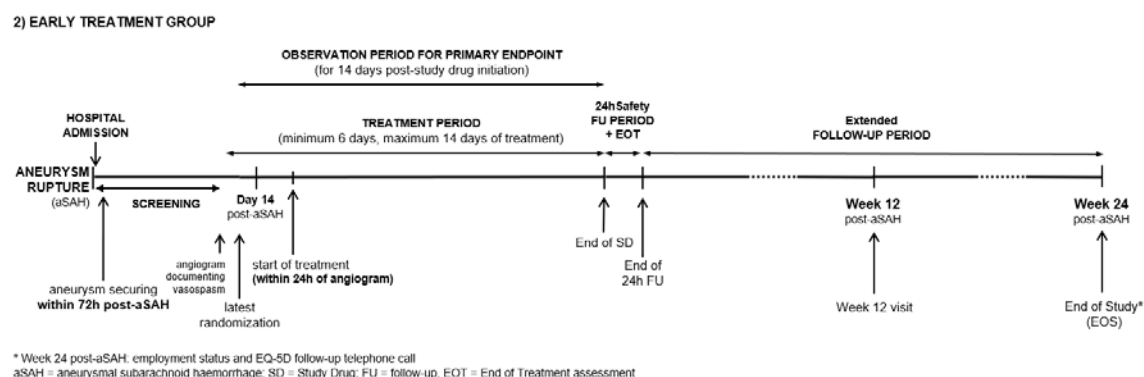 2) EARLY TREATMENT GROUP
OBSERVATION PERIOD FOR PRIMARY ENDPOINT
(for 14 days post-study drug initiation)
HOSPITAL
ADMISSION
TREATMENT PERIOD
(minimum 6 days, maximum 14 days of treatment)
24hSafety
FU PERIOD
+ EOT
Extended
FOLLOW-UP PERIOD
ANEURYSM
RUPTURE
(aSAH)
SCREENING
Day 14
post-aSAH
Week 12
post-aSAH
Week 24
post-aSAH
aneurysm securing
within 72h post-aSAH
angiogram
documenting
vasospasm
latest
randomization
start of treatment
(within 24h of angiogram)
End of SD
End of
24h FU
Week 12 visit
End of Study*
(EOS)
* Week 24 post-aSAH: employment status and EQ-5D follow-up telephone call
aSAH = aneurysmal subarachnoid haemorrhage; SD = Study Drug; FU = follow-up, EOT = End of Treatment assessment